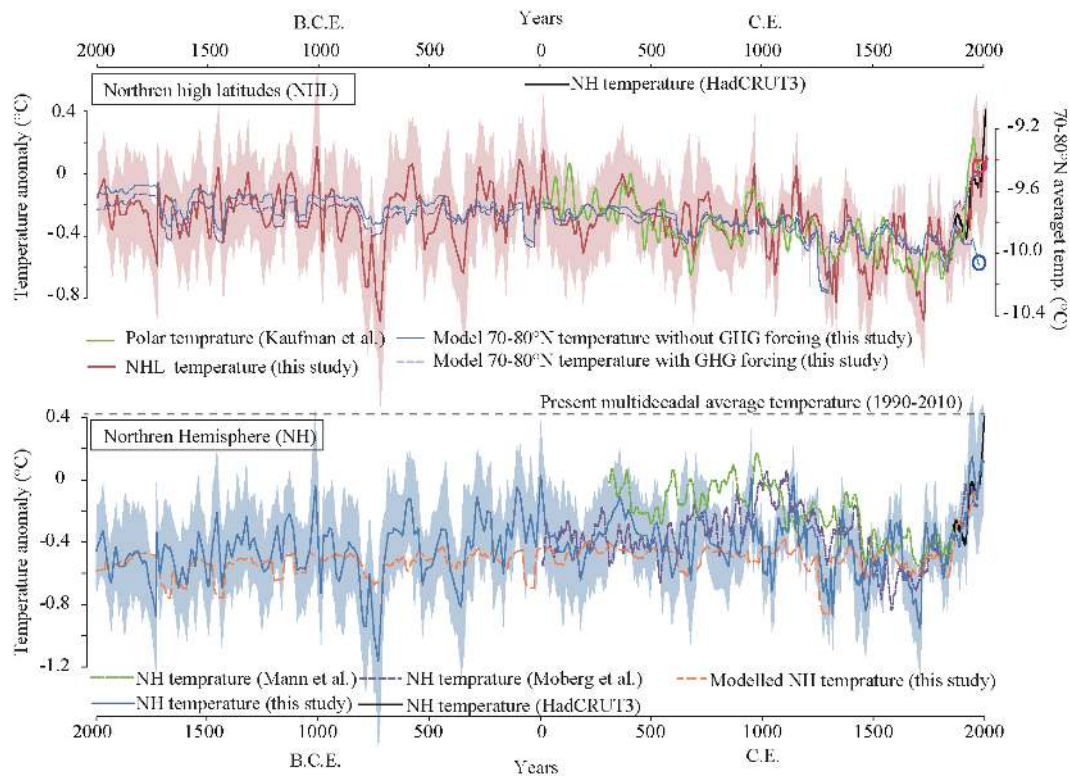 B.C.E. Years C.E.
2000 1500 1000 500 0 500 1000 1500 2000
Northren high latitudes (NHL)
NH temperature (HadCRUT3)
Temperature anomaly (°C)
0.4
0
-0.4
-0.8
-9.2
-9.6
-10.0
-10.4
70-80°N averaget temp. (°C)
Polar temprature (Kaufman et al.)
Model 70-80°N temperature without GHG forcing (this study)
NHL temperature (this study)
Model 70-80°N temperature with GHG forcing (this study)
Present multidecadal average temperature (1990-2010)
Northren Hemisphere (NH)
Temperature anomaly (°C)
0.4
0
-0.4
-0.8
-1.2
NH temprature (Mann et al.)
NH temprature (Moberg et al.)
Modelled NH temprature (this study)
NH temprature (this study)
NH temprature (HadCRUT3)
2000 1500 1000 500 0 500 1000 1500 2000
B.C.E. Years C.E.